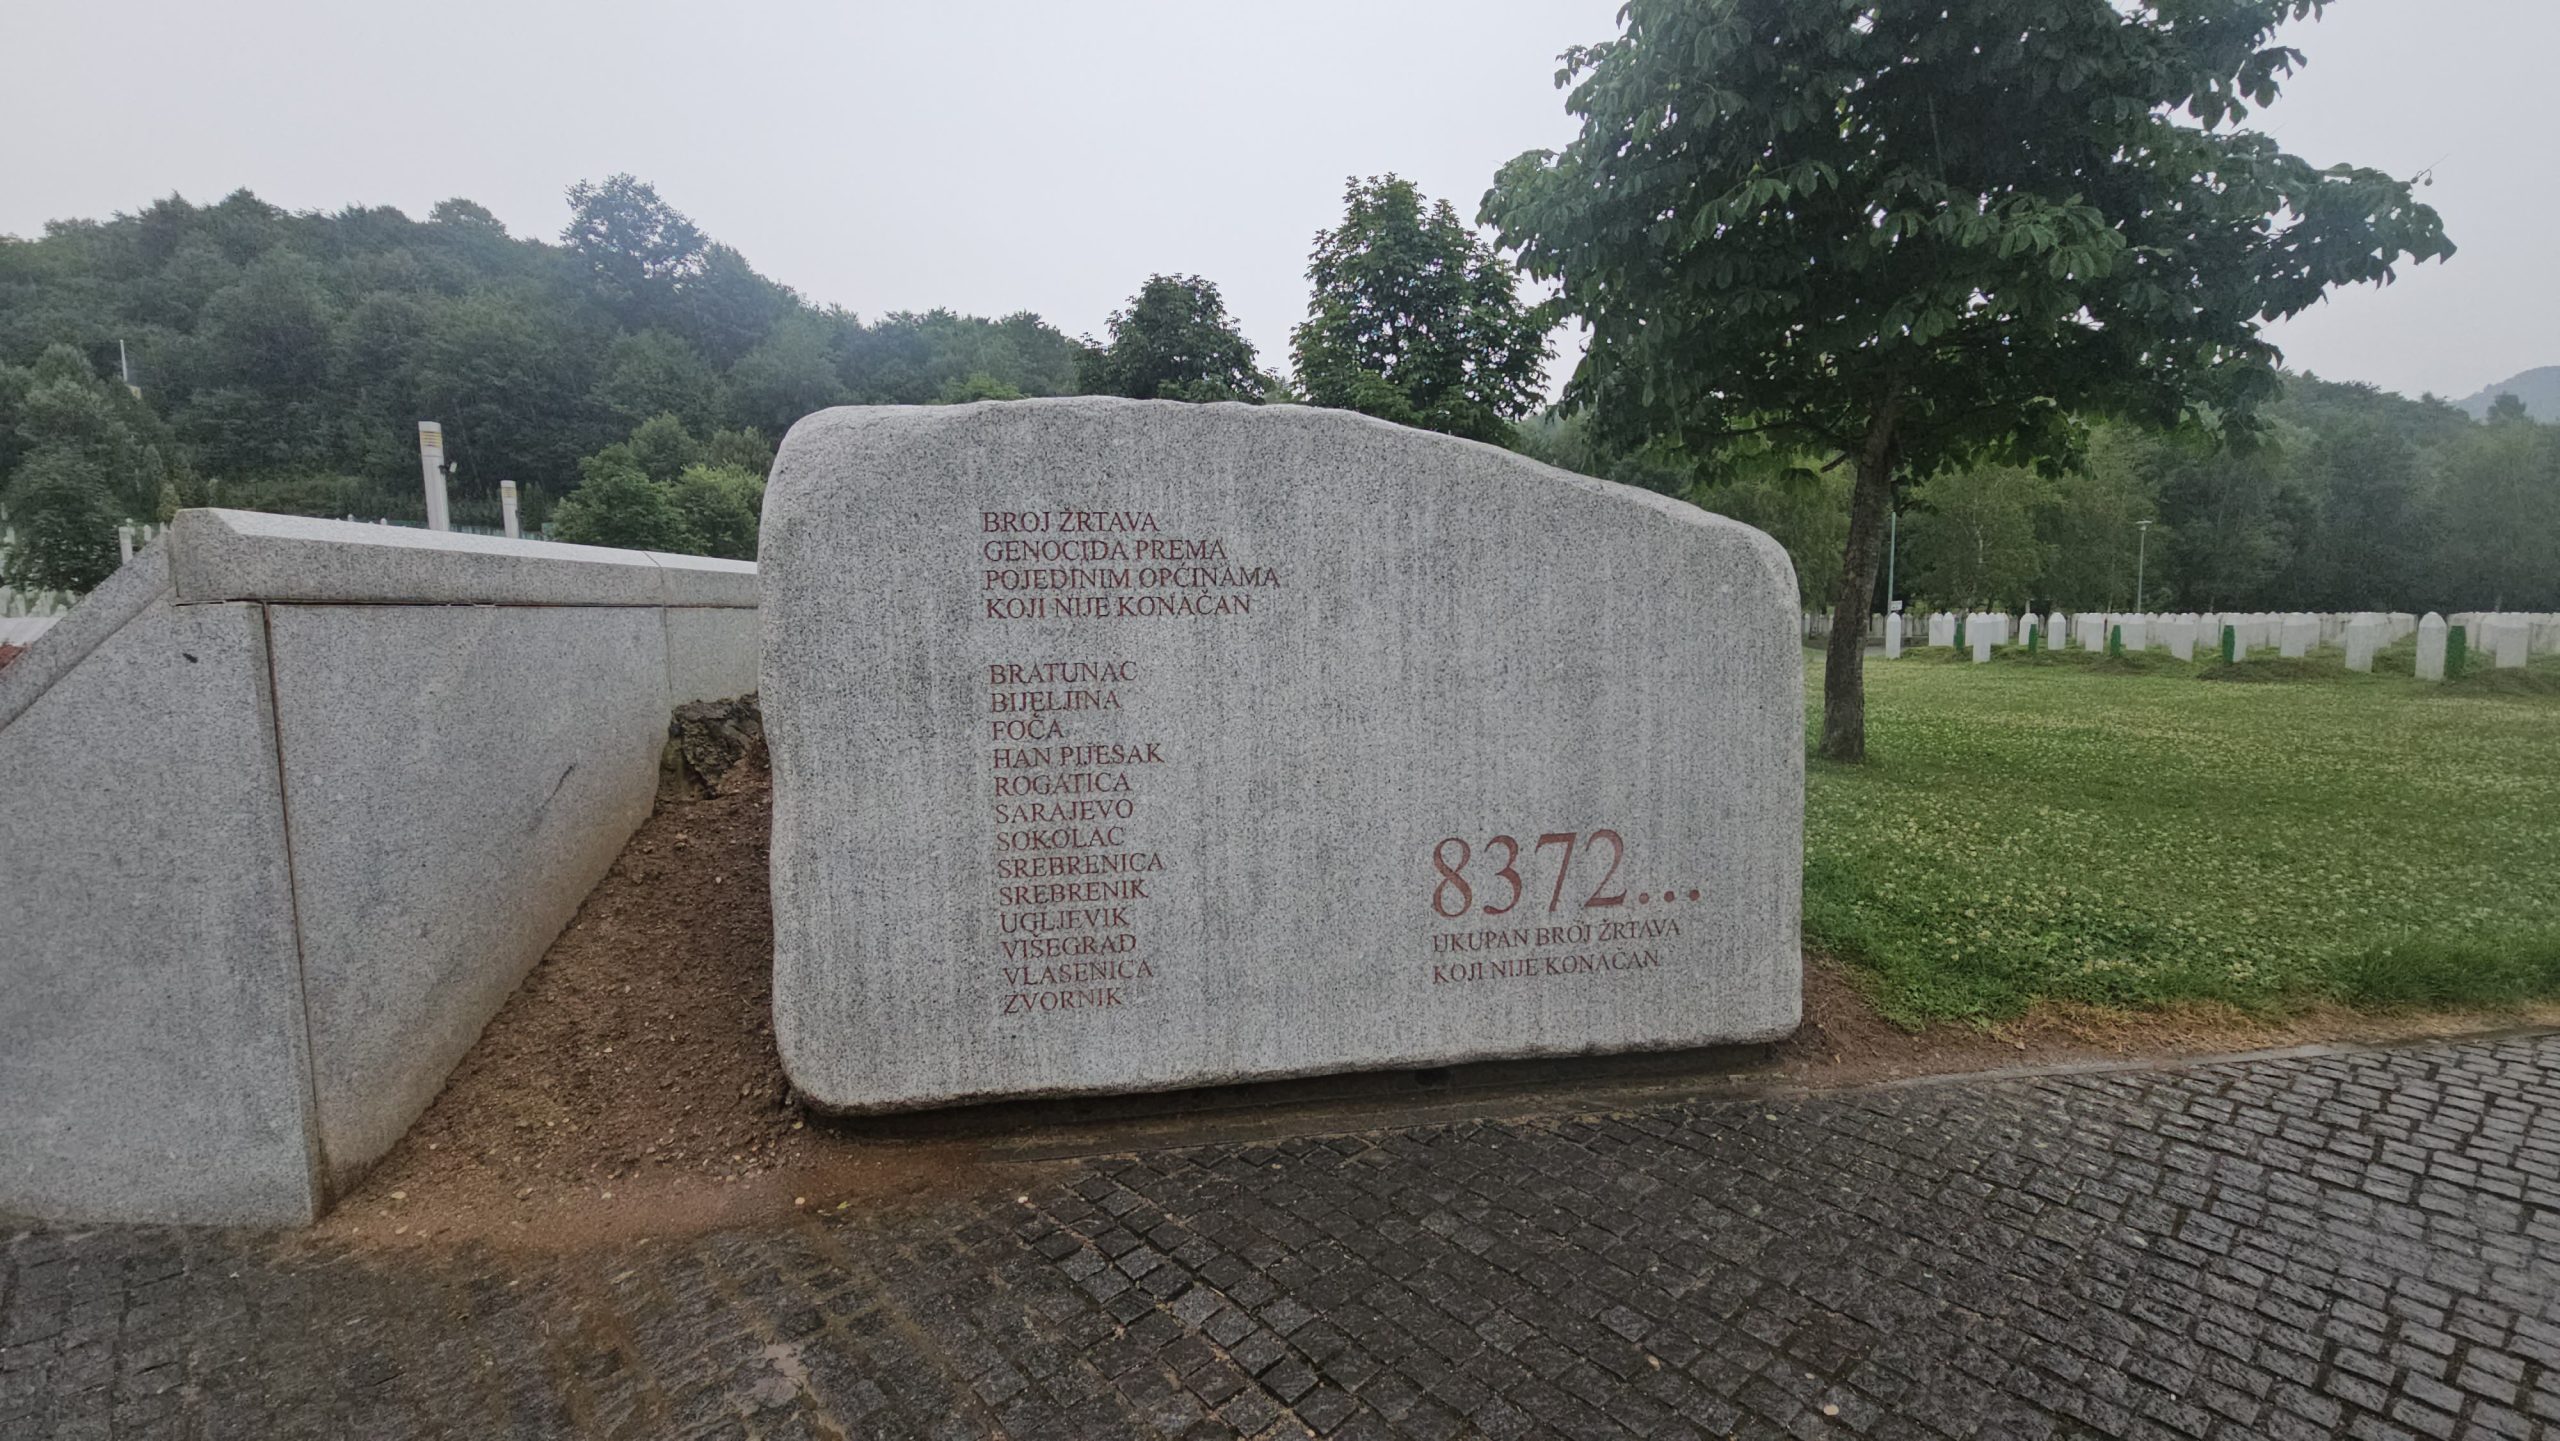 BROJ ŽRTAVA
GENOCIDA PREMA
POJEDINIM OPĆINAMA
KOJI NIJE KONAČAN
BRATUNAC
BIJELJINA
FOČA
HAN PIJESAK
ROGATICA
SARAJEVO
SOKOLAC
SREBRENICA
SREBRENIK
UGLJEVIK
VIŠEGRAD
VLASENICA
ZVORNIK
8372...
UKUPAN BROJ ŽRTAVA
KOJI NIJE KONAČAN